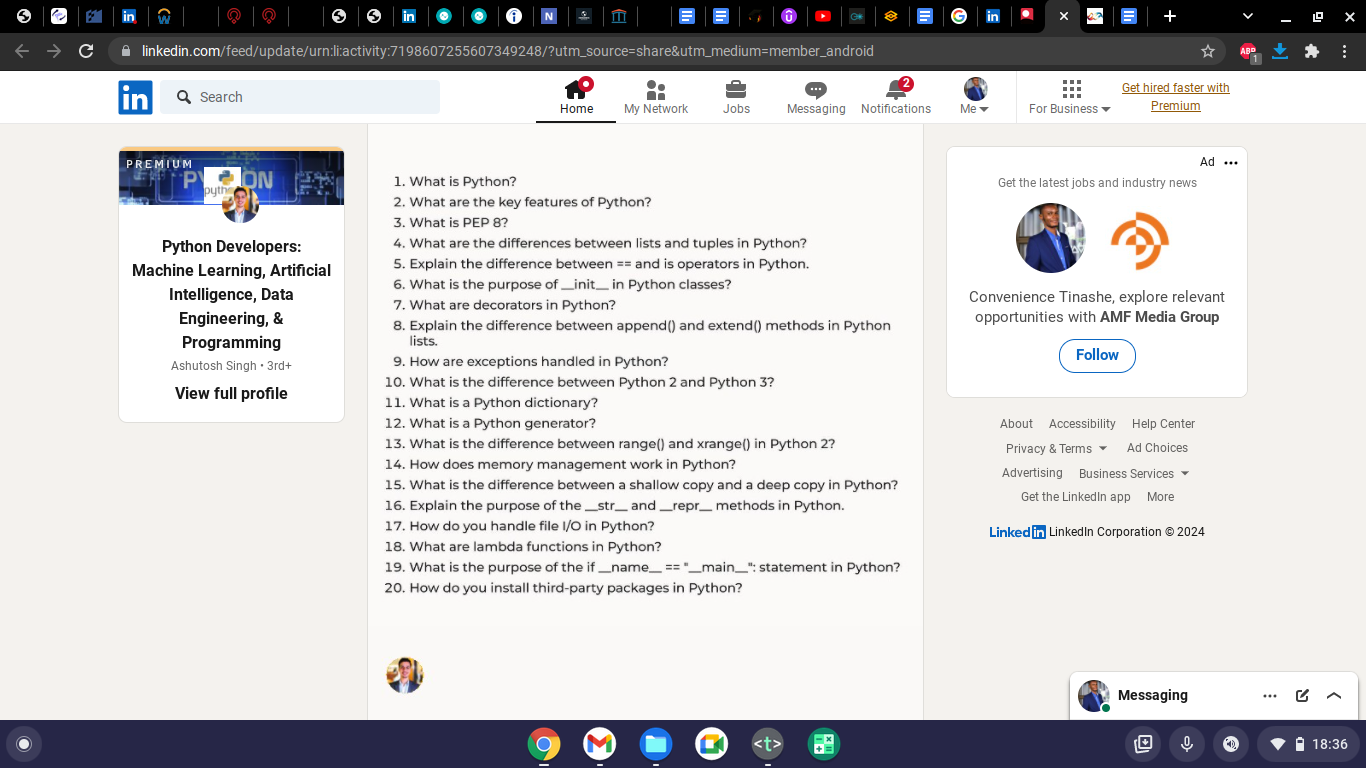 linkedin.com/feed/update/urn:li:activity:7198607255607349248/?utm_source=share&utm_medium=member_android
ABP
1
in
Search
Home
My Network
Jobs
Messaging
2
Notifications
Me
For Business
Get hired faster with
Premium
PREMIUM
PYTHON
Python Developers:
Machine Learning, Artificial
Intelligence, Data
Engineering, &
Programming
Ashutosh Singh • 3rd+
View full profile
1. What is Python?
2. What are the key features of Python?
3. What is PEP 8?
4. What are the differences between lists and tuples in Python?
5. Explain the difference between == and is operators in Python.
6. What is the purpose of __init__ in Python classes?
7. What are decorators in Python?
8. Explain the difference between append() and extend() methods in Python
lists.
9. How are exceptions handled in Python?
10. What is the difference between Python 2 and Python 3?
11. What is a Python dictionary?
12. What is a Python generator?
13. What is the difference between range() and xrange() in Python 2?
14. How does memory management work in Python?
15. What is the difference between a shallow copy and a deep copy in Python?
16. Explain the purpose of the __str__ and __repr__ methods in Python.
17. How do you handle file I/O in Python?
18. What are lambda functions in Python?
19. What is the purpose of the if __name__ == "__main__": statement in Python?
20. How do you install third-party packages in Python?
Ad
Get the latest jobs and industry news
Convenience Tinashe, explore relevant
opportunities with AMF Media Group
Follow
About Accessibility Help Center
Privacy & Terms Ad Choices
Advertising Business Services
Get the LinkedIn app More
LinkedIn LinkedIn Corporation © 2024
Messaging
<t>
18:36